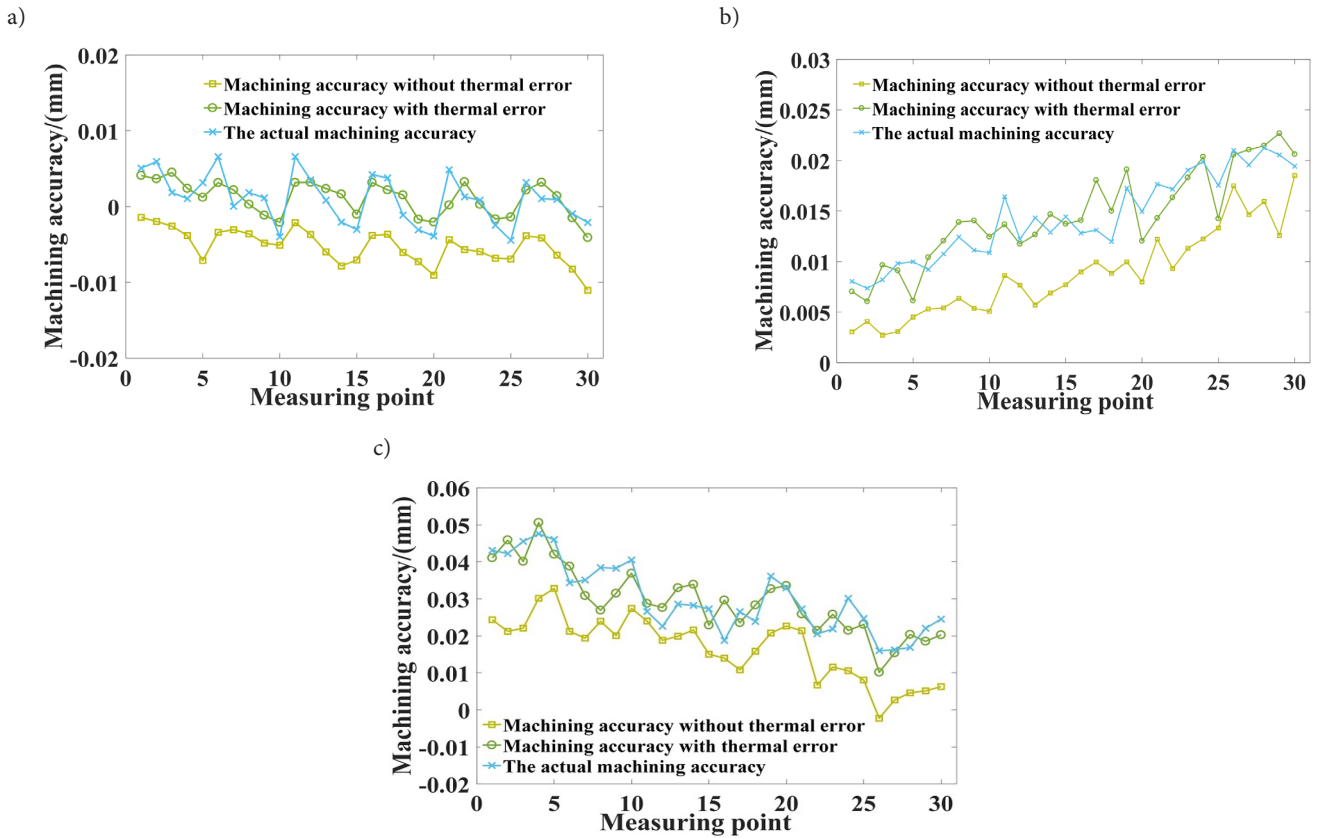 a)
0.02
0.01
0
-0.01
-0.02
Machining accuracy/(mm)
Machining accuracy without thermal error
Machining accuracy with thermal error
The actual machining accuracy
0 5 10 15 20 25 30
Measuring point
b)
0.03
0.025
0.02
0.015
0.01
0.005
0
Machining accuracy/(mm)
Machining accuracy without thermal error
Machining accuracy with thermal error
The actual machining accuracy
0 5 10 15 20 25 30
Measuring point
c)
0.06
0.05
0.04
0.03
0.02
0.01
0
-0.01
-0.02
Machining accuracy/(mm)
Machining accuracy without thermal error
Machining accuracy with thermal error
The actual machining accuracy
0 5 10 15 20 25 30
Measuring point